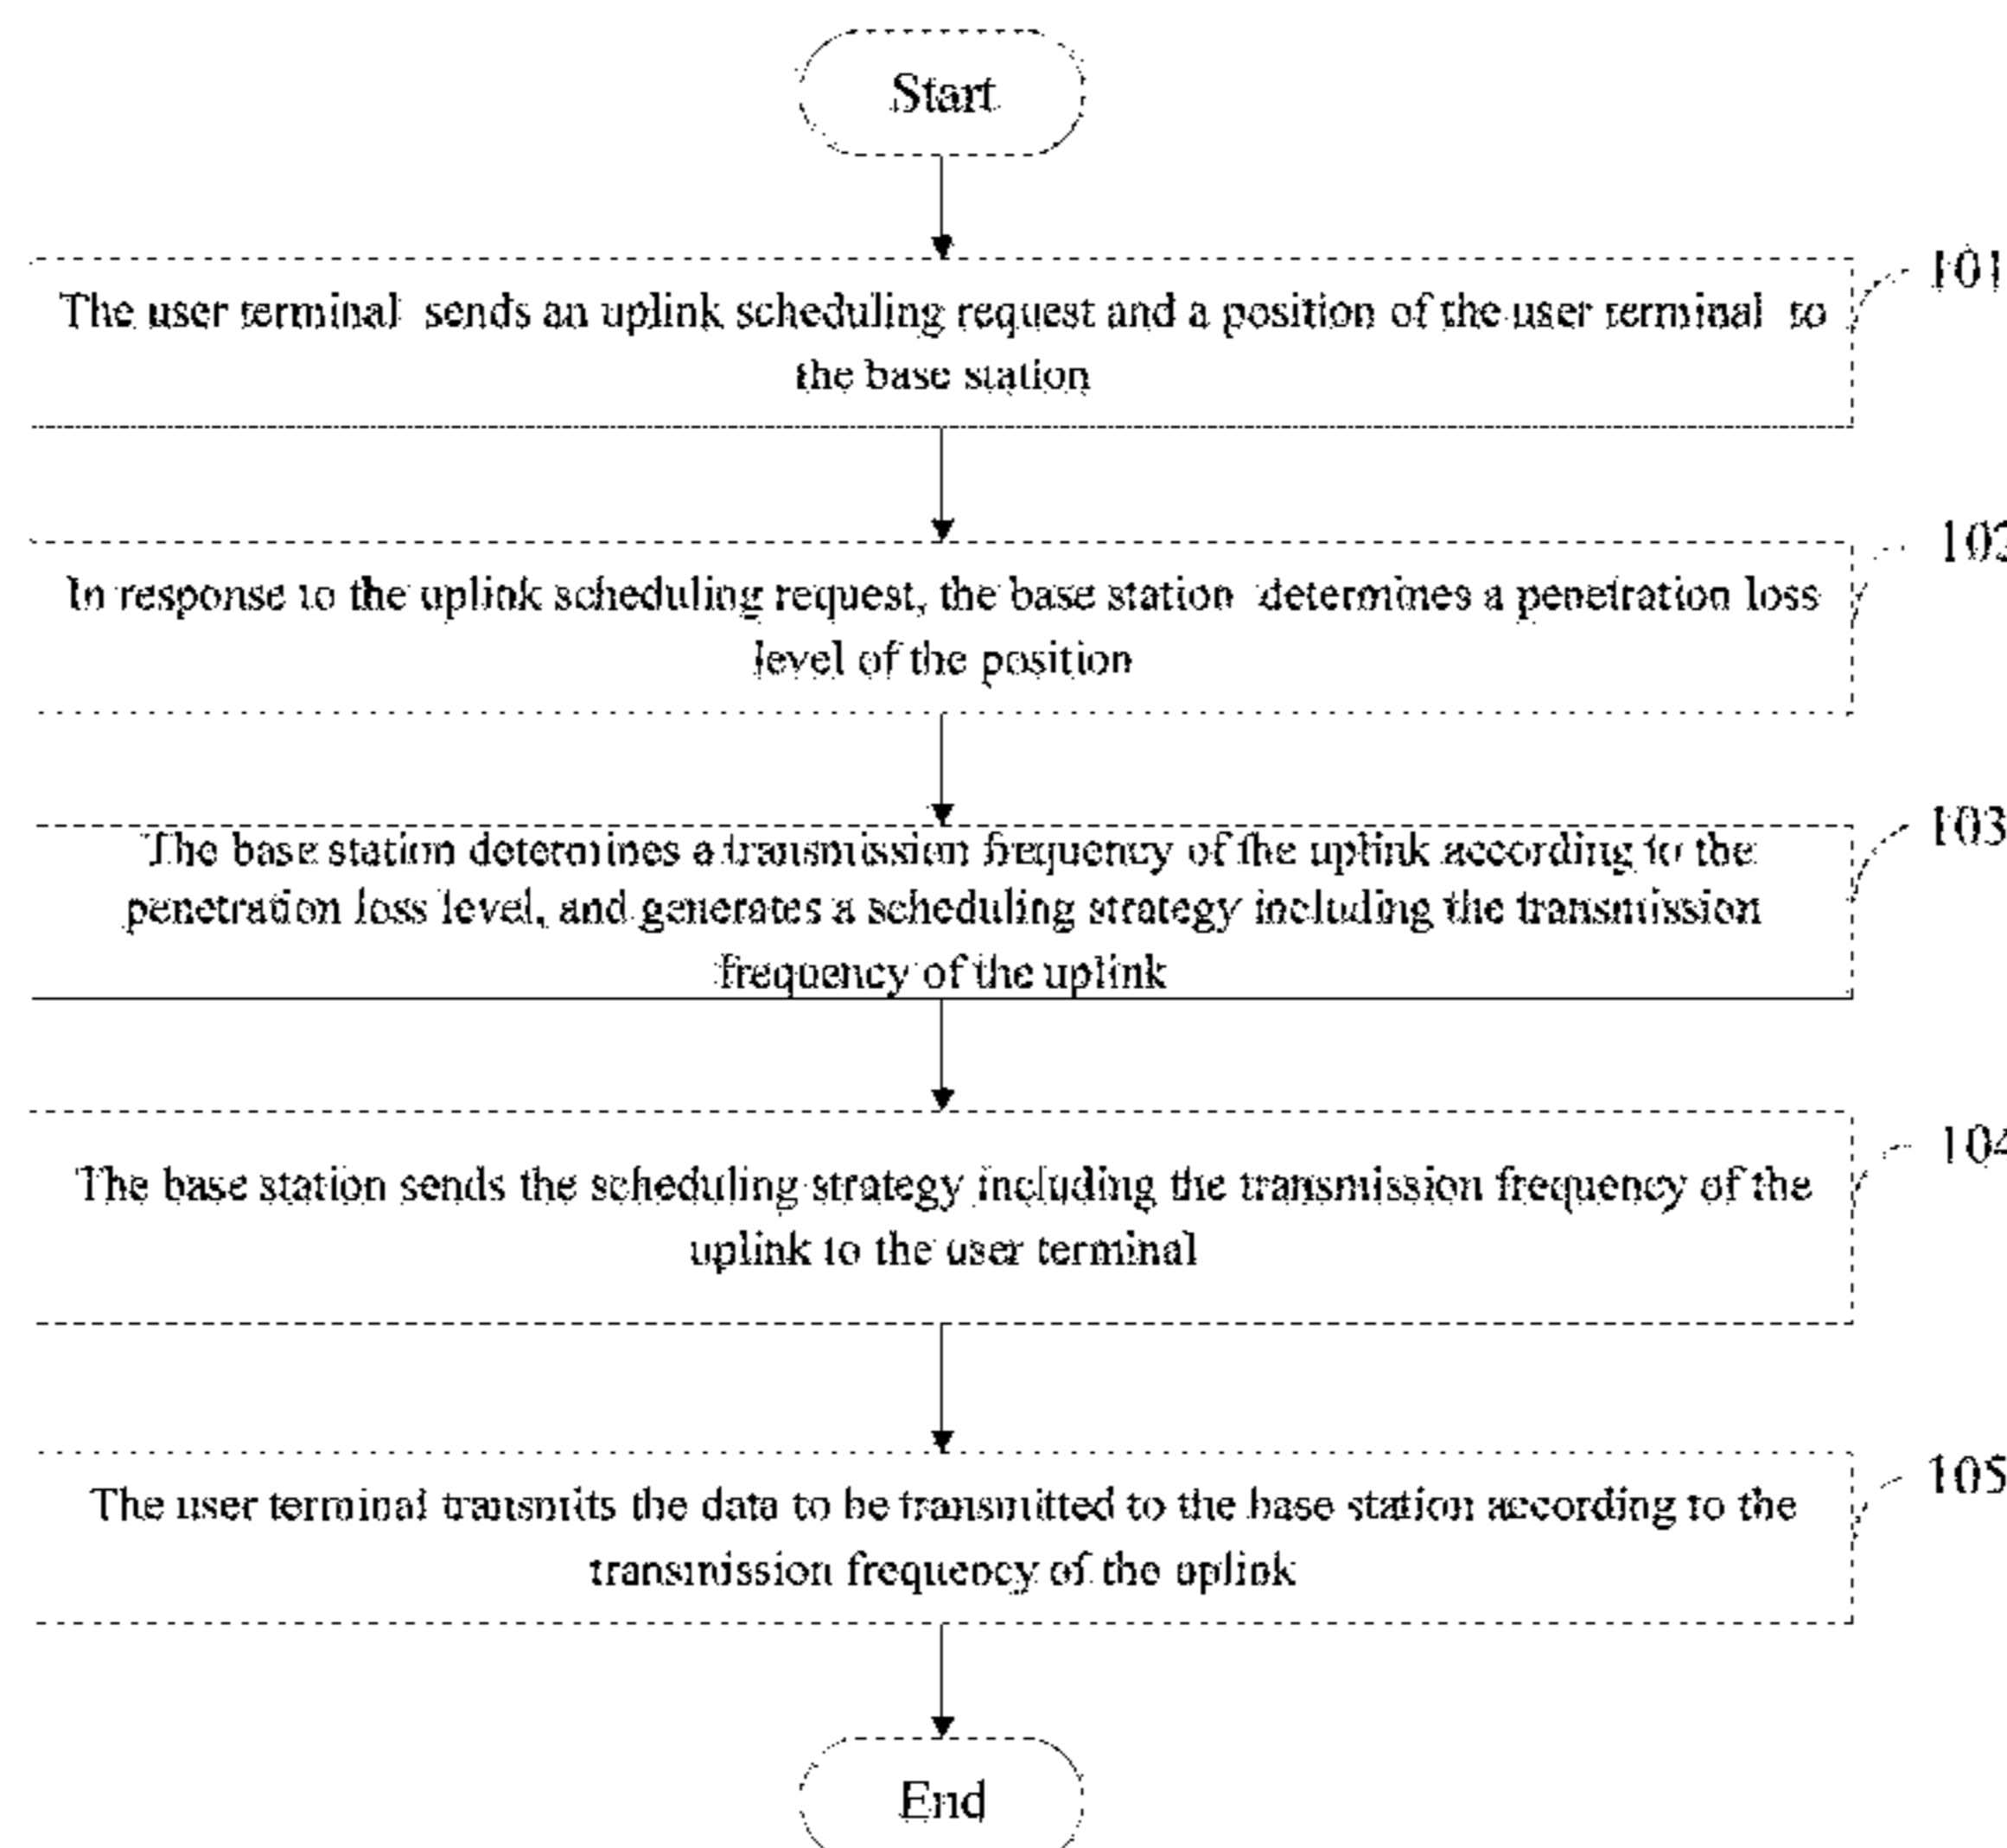 Start
101
The user terminal sends an uplink scheduling request and a position of the user terminal to
the base station
102
In response to the uplink scheduling request, the base station determines a penetration loss
level of the position
103
The base station determines a transmission frequency of the uplink according to the
penetration loss level, and generates a scheduling strategy including the transmission
frequency of the uplink
104
The base station sends the scheduling strategy including the transmission frequency of the
uplink to the user terminal
105
The user terminal transmits the data to be transmitted to the base station according to the
transmission frequency of the uplink
End